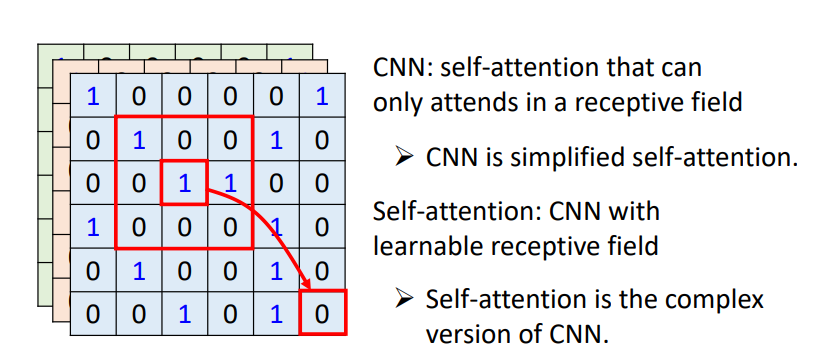 1 0 0 0 0 1
0 1 0 0 1 0
0 0 1 1 0 0
1 0 0 0 1 0
0 1 0 0 1 0
0 0 1 0 1 0
CNN: self-attention that can
only attends in a receptive field
➤ CNN is simplified self-attention.
Self-attention: CNN with
learnable receptive field
➤ Self-attention is the complex
version of CNN.